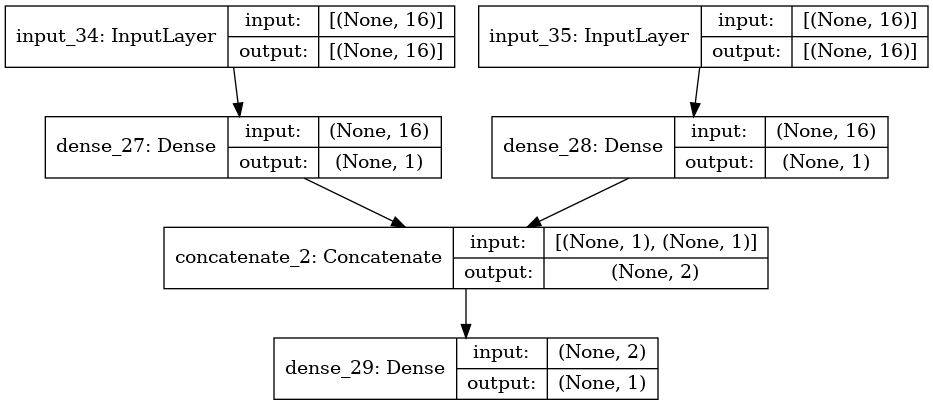 input_34: InputLayer input: [(None, 16)] output: [(None, 16)]
input_35: InputLayer input: [(None, 16)] output: [(None, 16)]
dense_27: Dense input: (None, 16) output: (None, 1)
dense_28: Dense input: (None, 16) output: (None, 1)
concatenate_2: Concatenate input: [(None, 1), (None, 1)] output: (None, 2)
dense_29: Dense input: (None, 2) output: (None, 1)